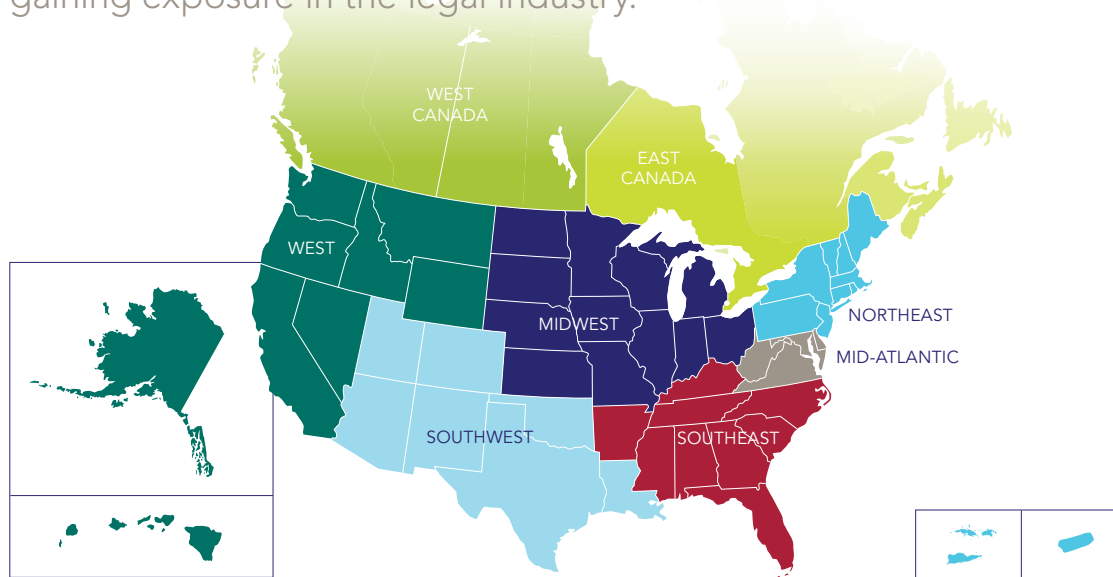 gaining exposure in the legal industry.
WEST
CANADA
EAST
CANADA
WEST
NORTHEAST
MIDWEST
MID-ATLANTIC
SOUTHWEST
SOUTHEAST